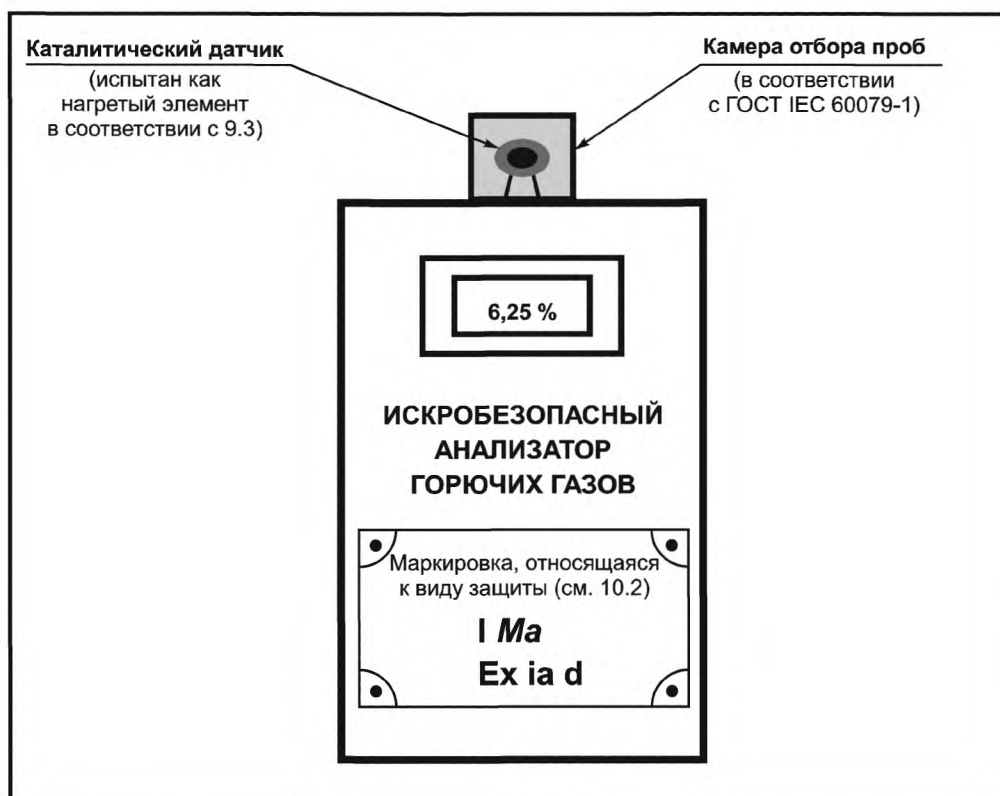 Каталитический датчик
(испытан как
нагретый элемент
в соответствии с 9.3)
Камера отбора проб
(в соответствии
с ГОСТ IEC 60079-1)
6,25 %
ИСКРОБЕЗОПАСНЫЙ
АНАЛИЗАТОР
ГОРЮЧИХ ГАЗОВ
Маркировка, относящаяся
к виду защиты (см. 10.2)
I Ma
Ex ia d